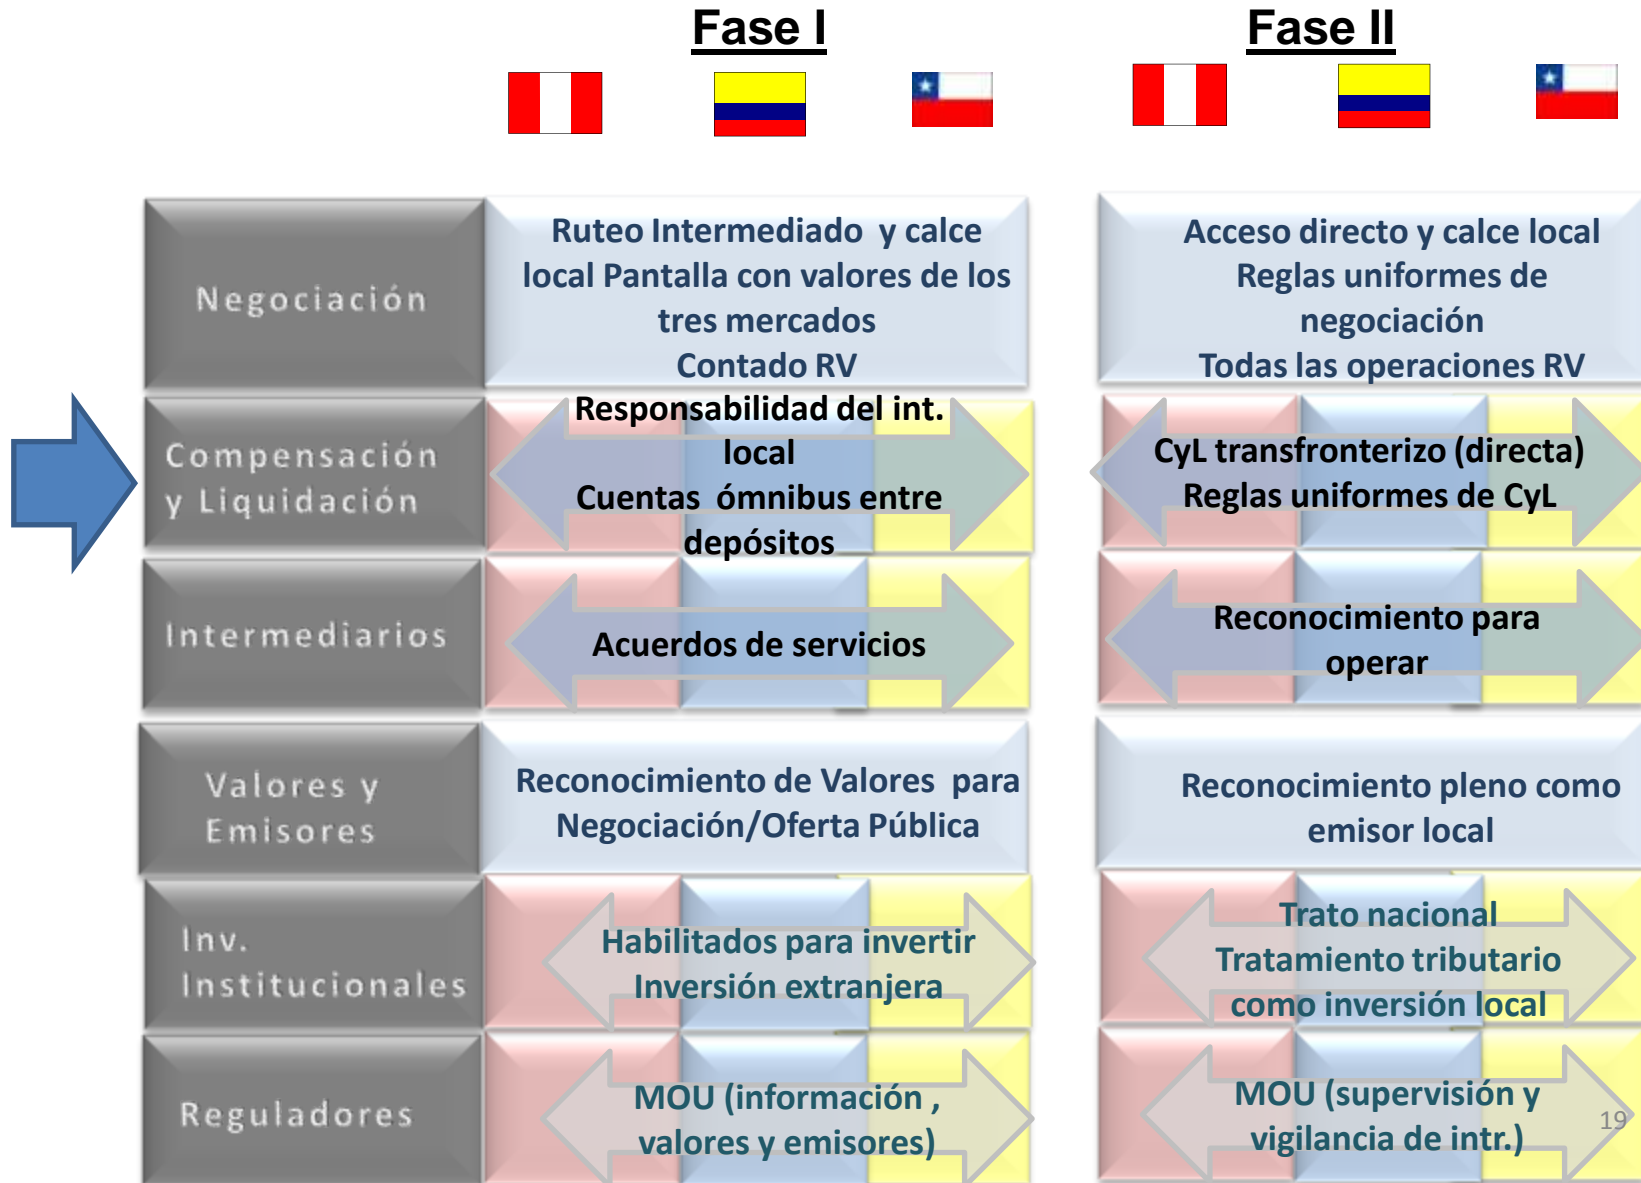 Fase I
Fase II
Negociación
Ruteo Intermediado y calce
local Pantalla con valores de los
tres mercados
Contado RV
Acceso directo y calce local
Reglas uniformes de
negociación
Todas las operaciones RV
Compensación
y Liquidación
Responsabilidad del int.
local
Cuentas ómnibus entre
depósitos
CyL transfronterizo (directa)
Reglas uniformes de CyL
Intermediarios
Acuerdos de servicios
Reconocimiento para
operar
Valores y
Emisores
Reconocimiento de Valores para
Negociación/Oferta Pública
Reconocimiento pleno como
emisor local
Inv.
Institucionales
Habilitados para invertir
Inversión extranjera
Trato nacional
Tratamiento tributario
como inversión local
Reguladores
MOU (información ,
valores y emisores)
MOU (supervisión y
vigilancia de intr.)
19